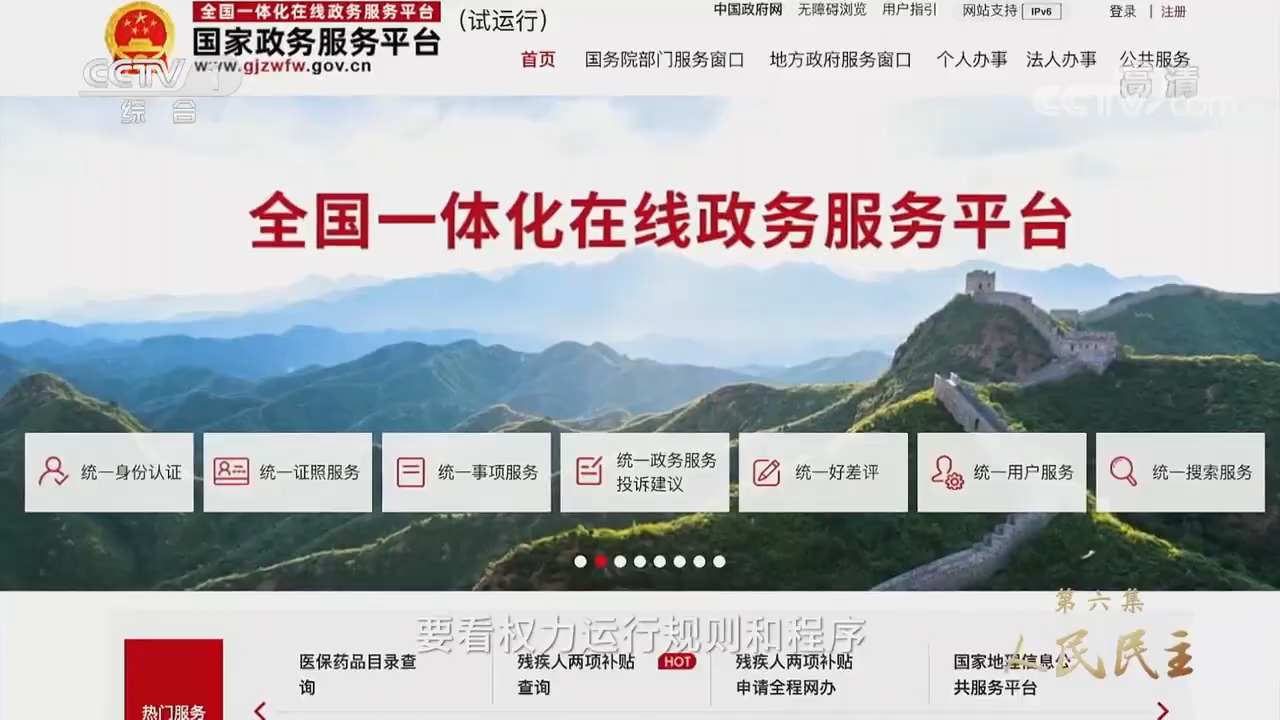 全国一体化在线政务服务平台
国家政务服务平台
www.gjzwfw.gov.cn
(试运行)
中国政府网 无障碍浏览 用户指引 网站支持 IPv6 登录 | 注册
首页 国务院部门服务窗口 地方政府服务窗口 个人办事 法人办事 公共服务
CCTV 1
综合
高清
CCTV.com
全国一体化在线政务服务平台
统一身份认证
统一证照服务
统一事项服务
统一政务服务
投诉建议
统一好差评
统一用户服务
统一搜索服务
第六集
人民民主
要看权力运行规则和程序
热门服务
医保药品目录查
询
残疾人两项补贴
查询
HOT
残疾人两项补贴
申请全程网办
国家地理信息公
共服务平台